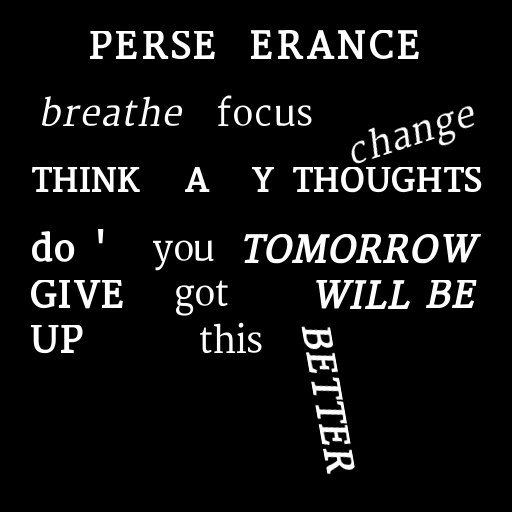 PERSE ERANCE
breathe focus
change
THINK A Y THOUGHTS
do ' you TOMORROW
GIVE got WILL BE
UP this
BETTER